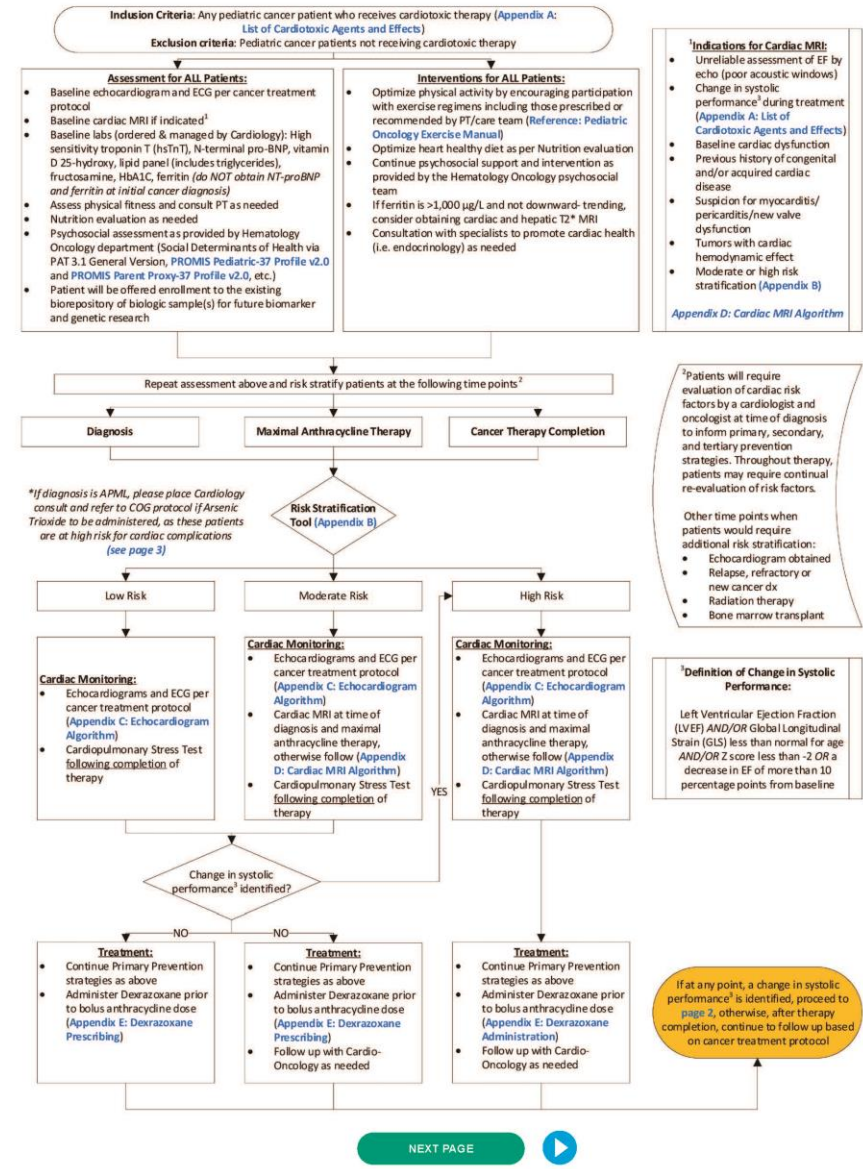 Inclusion Criteria: Any pediatric cancer patient who receives cardiotoxic therapy (Appendix A:
List of Cardiotoxic Agents and Effects)
Exclusion criteria: Pediatric cancer patients not receiving cardiotoxic therapy
Assessment for ALL Patients:
• Baseline echocardiogram and ECG per cancer treatment
protocol
• Baseline cardiac MRI if indicated¹
• Baseline labs (ordered & managed by Cardiology): High
sensitivity troponin T (hsTnT), N-terminal pro-BNP, vitamin
D 25-hydroxy, lipid panel (includes triglycerides),
fructosamine, HbA1C, ferritin (do NOT obtain NT-proBNP
and ferritin at initial cancer diagnosis)
• Assess physical fitness and consult PT as needed
• Nutrition evaluation as needed
• Psychosocial assessment as provided by Hematology
Oncology department (Social Determinants of Health via
PAT 3.1 General Version, PROMIS Pediatric-37 Profile v2.0
and PROMIS Parent Proxy-37 Profile v2.0, etc.)
• Patient will be offered enrollment to the existing
biorepository of biologic sample(s) for future biomarker
and genetic research
Interventions for ALL Patients:
• Optimize physical activity by encouraging participation
with exercise regimens including those prescribed or
recommended by PT/care team (Reference: Pediatric
Oncology Exercise Manual)
• Optimize heart healthy diet as per Nutrition evaluation
• Continue psychosocial support and intervention as
provided by the Hematology Oncology psychosocial
team
• If ferritin is >1,000 µg/L and not downward- trending,
consider obtaining cardiac and hepatic T2* MRI
• Consultation with specialists to promote cardiac health
(i.e. endocrinology) as needed
¹Indications for Cardiac MRI:
• Unreliable assessment of EF by
echo (poor acoustic windows)
• Change in systolic
performance³ during treatment
(Appendix A: List of
Cardiotoxic Agents and Effects)
• Baseline cardiac dysfunction
• Previous history of congenital
and/or acquired cardiac
disease
• Suspicion for myocarditis/
pericarditis/new valve
dysfunction
• Tumors with cardiac
hemodynamic effect
• Moderate or high risk
stratification (Appendix B)
Appendix D: Cardiac MRI Algorithm
Repeat assessment above and risk stratify patients at the following time points²
Diagnosis
Maximal Anthracycline Therapy
Cancer Therapy Completion
²Patients will require
evaluation of cardiac risk
factors by a cardiologist and
oncologist at time of diagnosis
to inform primary, secondary,
and tertiary prevention
strategies. Throughout therapy,
patients may require continual
re-evaluation of risk factors.
Other time points when
patients would require
additional risk stratification:
• Echocardiogram obtained
• Relapse, refractory or
new cancer dx
• Radiation therapy
• Bone marrow transplant
*If diagnosis is APML, please place Cardiology
consult and refer to COG protocol if Arsenic
Trioxide to be administered, as these patients
are at high risk for cardiac complications
(see page 3)
Risk Stratification
Tool (Appendix B)
Low Risk
Moderate Risk
High Risk
Cardiac Monitoring:
• Echocardiograms and ECG per
cancer treatment protocol
(Appendix C: Echocardiogram
Algorithm)
• Cardiopulmonary Stress Test
following completion of
therapy
Cardiac Monitoring:
• Echocardiograms and ECG per
cancer treatment protocol
(Appendix C: Echocardiogram
Algorithm)
• Cardiac MRI at time of
diagnosis and maximal
anthracycline therapy,
otherwise follow (Appendix
D: Cardiac MRI Algorithm)
• Cardiopulmonary Stress Test
following completion of
therapy
YES
Cardiac Monitoring:
• Echocardiograms and ECG per
cancer treatment protocol
(Appendix C: Echocardiogram
Algorithm)
• Cardiac MRI at time of
diagnosis and maximal
anthracycline therapy,
otherwise follow (Appendix
D: Cardiac MRI Algorithm)
• Cardiopulmonary Stress Test
following completion of
therapy
³Definition of Change in Systolic
Performance:
Left Ventricular Ejection Fraction
(LVEF) AND/OR Global Longitudinal
Strain (GLS) less than normal for age
AND/OR Z score less than -2 OR a
decrease in EF of more than 10
percentage points from baseline
Change in systolic
performance³ identified?
NO
NO
Treatment:
• Continue Primary Prevention
strategies as above
• Administer Dexrazoxane prior
to bolus anthracycline dose
(Appendix E: Dexrazoxane
Prescribing)
Treatment:
• Continue Primary Prevention
strategies as above
• Administer Dexrazoxane prior
to bolus anthracycline dose
(Appendix E: Dexrazoxane
Prescribing)
• Follow up with Cardio-
Oncology as needed
Treatment:
• Continue Primary Prevention
strategies as above
• Administer Dexrazoxane prior
to bolus anthracycline dose
(Appendix E: Dexrazoxane
Administration)
• Follow up with Cardio-
Oncology as needed
If at any point, a change in systolic
performance³ is identified, proceed to
page 2, otherwise, after therapy
completion, continue to follow up based
on cancer treatment protocol
NEXT PAGE